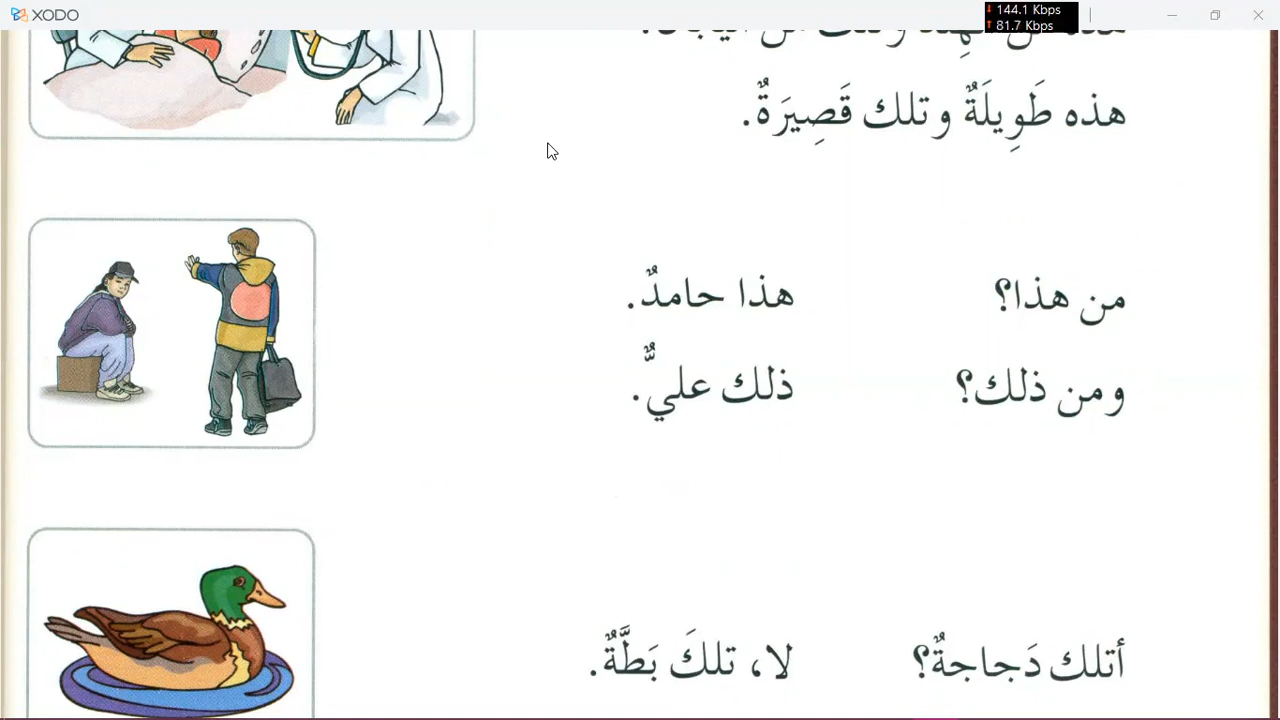 XODO
144.1 Kbps
81.7 Kbps
هذه طَوِيلَةٌ وتلك قَصِيرَةٌ.
من هذا؟ هذا حامدٌ.
ومن ذلك؟ ذلك عليٌّ.
أتلك دَجاجةٌ؟ لا، تلكَ بَطَّةٌ.